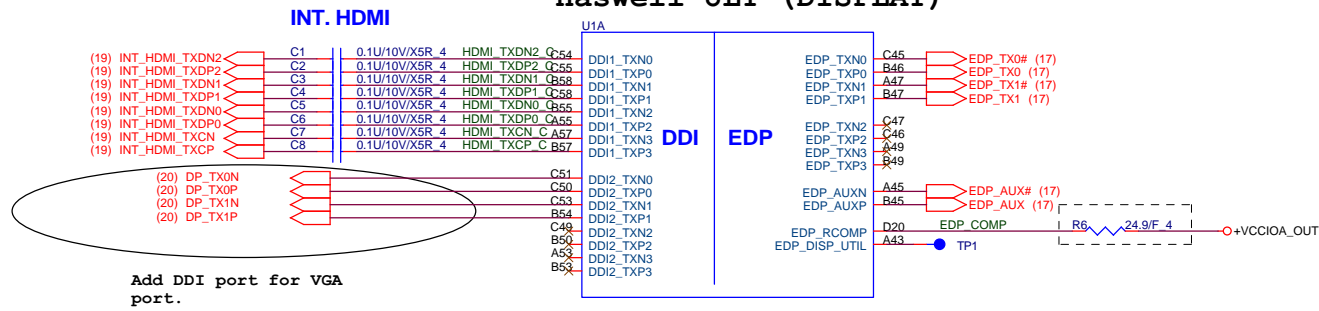 Haswell ULT (DISPLAY)
INT. HDMI
U1A
(19) INT_HDMI_TXDN2 C1 0.1U/10V/X5R_4 HDMI_TXDN2_C C54 DDI1_TXN0
(19) INT_HDMI_TXDP2 C2 0.1U/10V/X5R_4 HDMI_TXDP2_C C55 DDI1_TXP0
(19) INT_HDMI_TXDN1 C3 0.1U/10V/X5R_4 HDMI_TXDN1_C B58 DDI1_TXN1
(19) INT_HDMI_TXDP1 C4 0.1U/10V/X5R_4 HDMI_TXDP1_C C58 DDI1_TXP1
(19) INT_HDMI_TXDN0 C5 0.1U/10V/X5R_4 HDMI_TXDN0_C B55 DDI1_TXN2
(19) INT_HDMI_TXDP0 C6 0.1U/10V/X5R_4 HDMI_TXDP0_C A55 DDI1_TXP2
(19) INT_HDMI_TXCN C7 0.1U/10V/X5R_4 HDMI_TXCN_C A57 DDI1_TXN3
(19) INT_HDMI_TXCP C8 0.1U/10V/X5R_4 HDMI_TXCP_C B57 DDI1_TXP3
(20) DP_TX0N C51 DDI2_TXN0
(20) DP_TX0P C50 DDI2_TXP0
(20) DP_TX1N C53 DDI2_TXN1
(20) DP_TX1P B54 DDI2_TXP1
C49 DDI2_TXN2
B50 DDI2_TXP2
A53 DDI2_TXN3
B53 DDI2_TXP3
DDI EDP
EDP_TXN0 C45 EDP_TX0# (17)
EDP_TXP0 B46 EDP_TX0 (17)
EDP_TXN1 A47 EDP_TX1# (17)
EDP_TXP1 B47 EDP_TX1 (17)
EDP_TXN2 C47
EDP_TXP2 C46
EDP_TXN3 A49
EDP_TXP3 B49
EDP_AUXN A45 EDP_AUX# (17)
EDP_AUXP B45 EDP_AUX (17)
EDP_RCOMP D20 EDP_COMP R6 24.9/F_4 +VCCIOA_OUT
EDP_DISP_UTIL A43 TP1
Add DDI port for VGA
port.